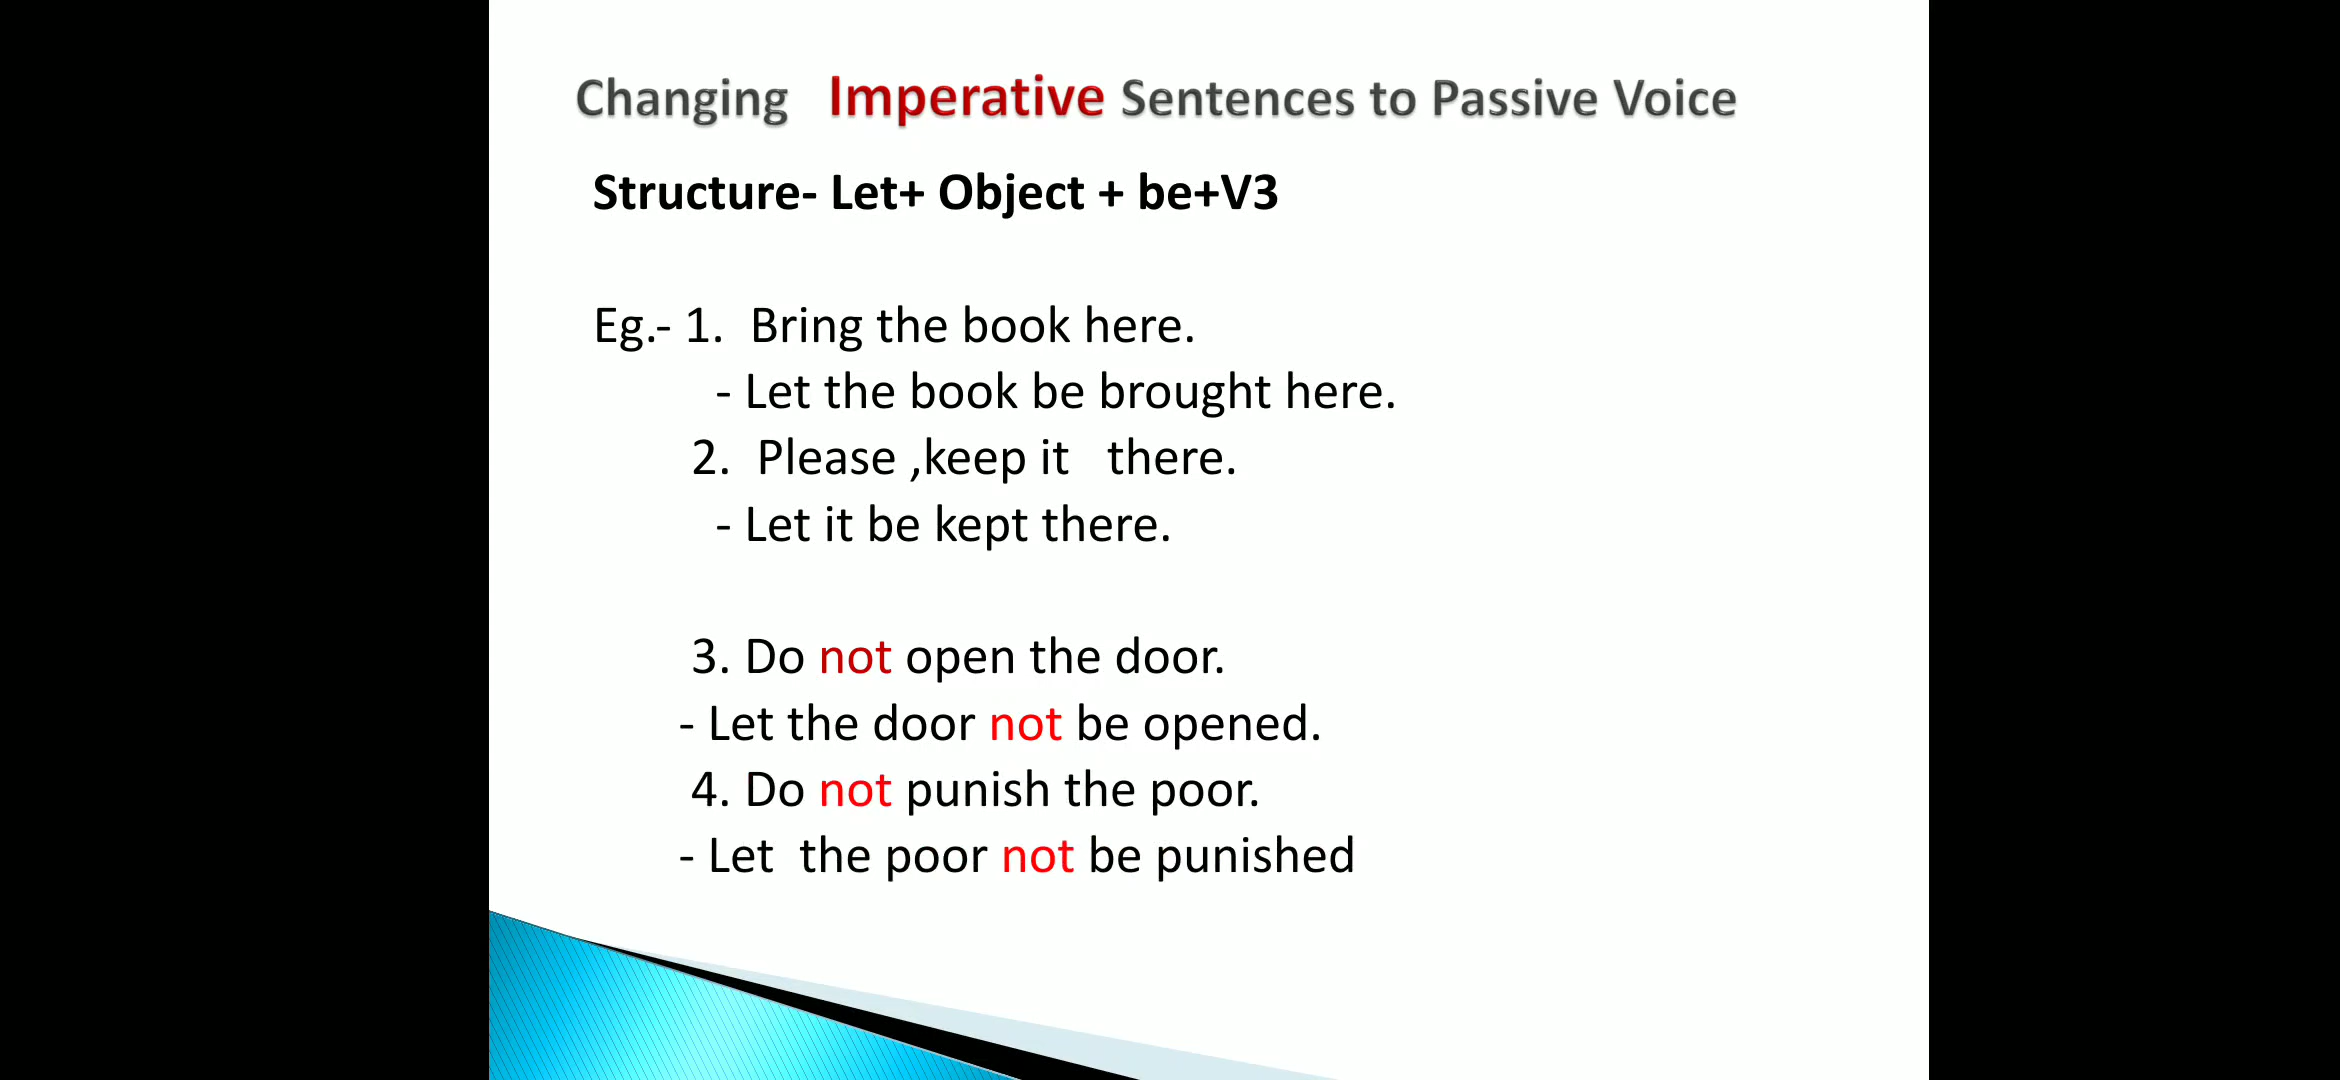 Changing Imperative Sentences to Passive Voice
Structure- Let+ Object + be+V3
Eg.- 1. Bring the book here.
- Let the book be brought here.
2. Please ,keep it there.
- Let it be kept there.
3. Do not open the door.
- Let the door not be opened.
4. Do not punish the poor.
- Let the poor not be punished